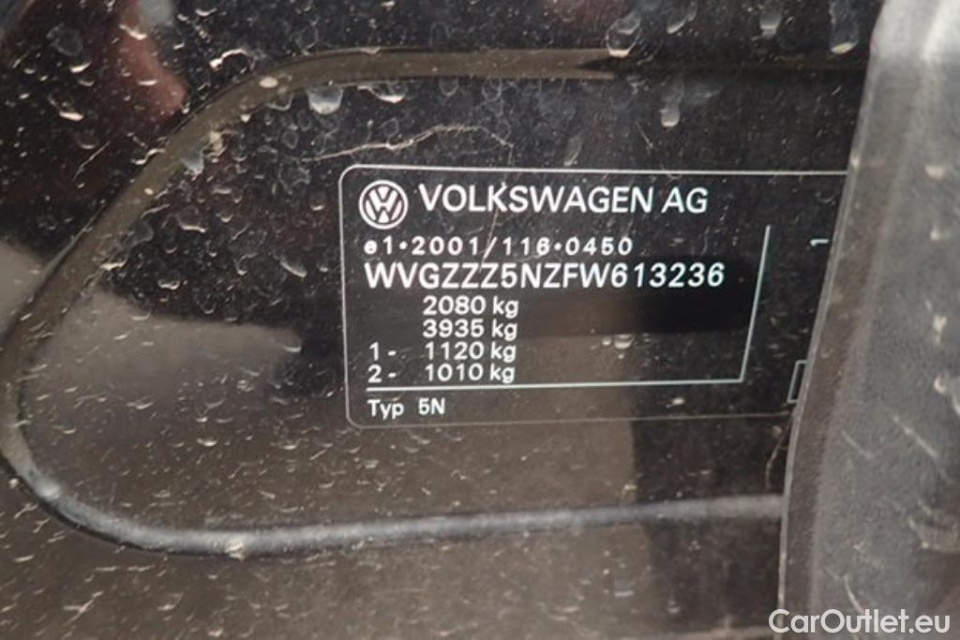 VOLKSWAGEN AG
e1•2001/116•0450
WVGZZZ5NZFW613236
2080 kg
3935 kg
1- 1120 kg
2- 1010 kg
Typ 5N
1
CarOutlet.eu